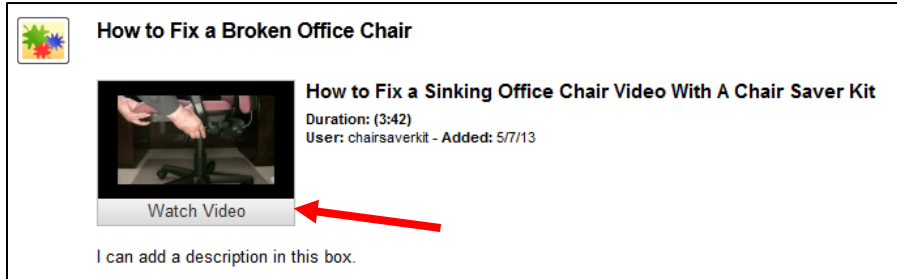 How to Fix a Broken Office Chair
How to Fix a Sinking Office Chair Video With A Chair Saver Kit
Duration: (3:42)
User: chairsaverkit - Added: 5/7/13
Watch Video
I can add a description in this box.